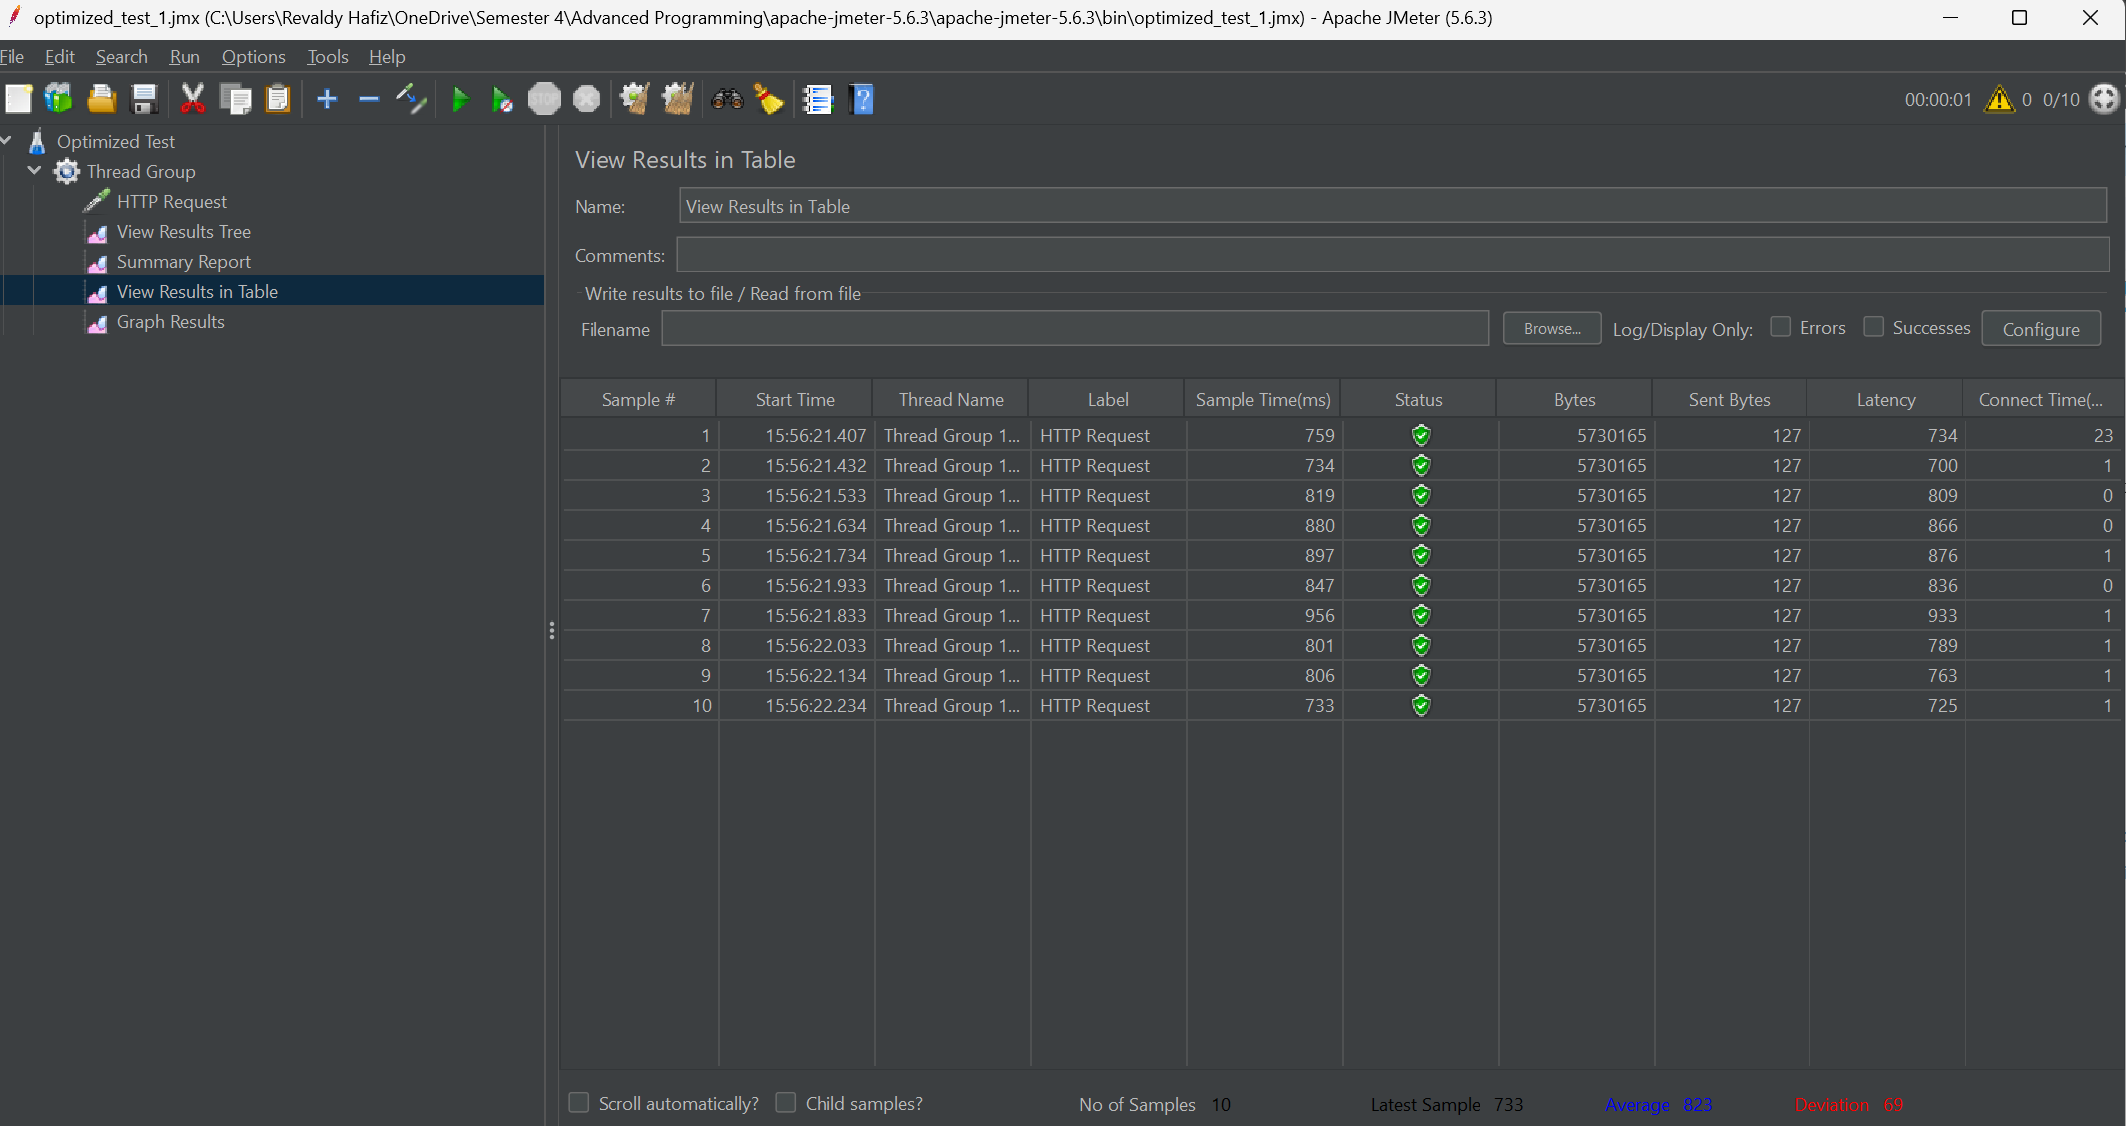 optimized_test_1.jmx (C:\Users\Revaldy Hafiz\OneDrive\Semester 4\Advanced Programming\apache-jmeter-5.6.3\apache-jmeter-5.6.3\bin\optimized_test_1.jmx) - Apache JMeter (5.6.3)
File Edit Search Run Options Tools Help
STOP ? 00:00:01 0 0/10
Optimized Test
Thread Group
HTTP Request
View Results Tree
Summary Report
View Results in Table
Graph Results
View Results in Table
Name: View Results in Table
Comments:
Write results to file / Read from file
Filename Browse... Log/Display Only: Errors Successes Configure
Sample # Start Time Thread Name Label Sample Time(ms) Status Bytes Sent Bytes Latency Connect Time(...
1 15:56:21.407 Thread Group 1... HTTP Request 759 5730165 127 734 23
2 15:56:21.432 Thread Group 1... HTTP Request 734 5730165 127 700 1
3 15:56:21.533 Thread Group 1... HTTP Request 819 5730165 127 809 0
4 15:56:21.634 Thread Group 1... HTTP Request 880 5730165 127 866 0
5 15:56:21.734 Thread Group 1... HTTP Request 897 5730165 127 876 1
6 15:56:21.933 Thread Group 1... HTTP Request 847 5730165 127 836 0
7 15:56:21.833 Thread Group 1... HTTP Request 956 5730165 127 933 1
8 15:56:22.033 Thread Group 1... HTTP Request 801 5730165 127 789 1
9 15:56:22.134 Thread Group 1... HTTP Request 806 5730165 127 763 1
10 15:56:22.234 Thread Group 1... HTTP Request 733 5730165 127 725 1
Scroll automatically? Child samples? No of Samples 10 Latest Sample 733 Average 823 Deviation 69